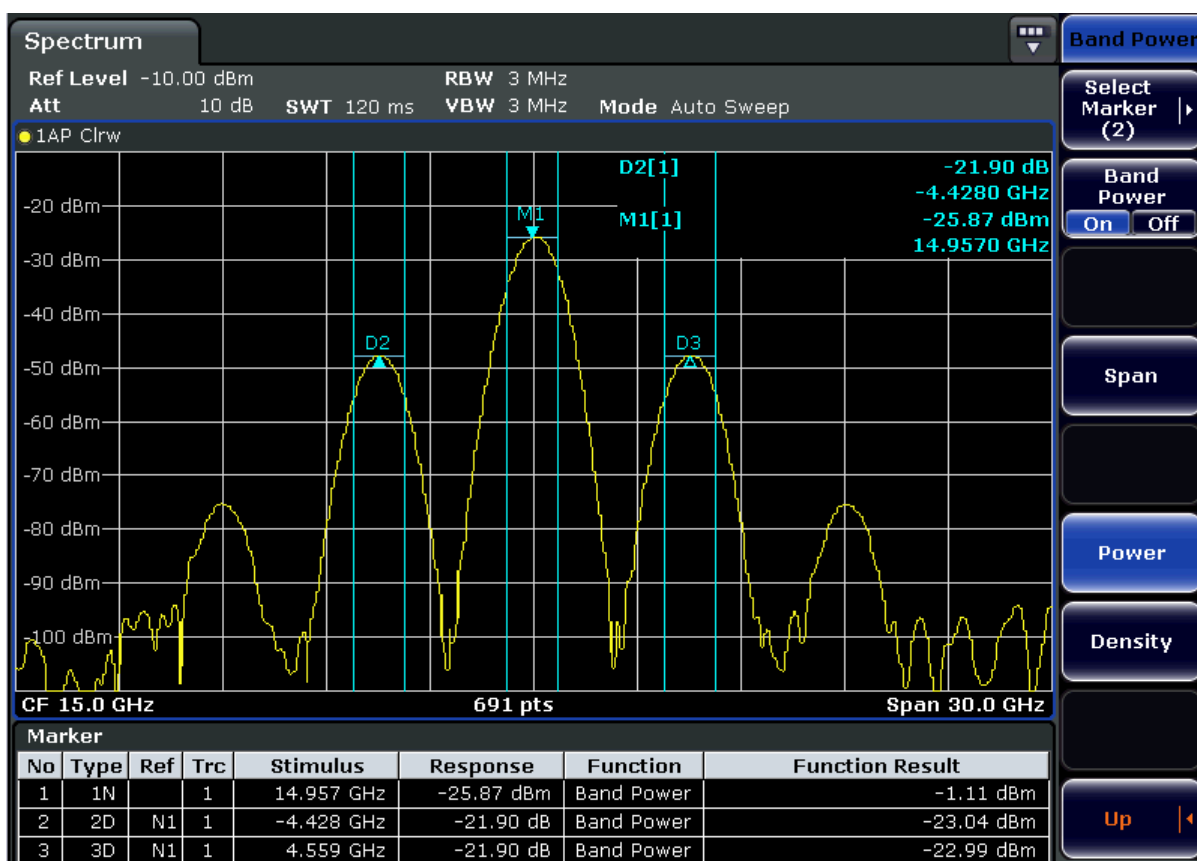 Spectrum
Ref Level -10.00 dBm RBW 3 MHz
Att 10 dB SWT 120 ms VBW 3 MHz Mode Auto Sweep
1AP Clrw
D2[1] -21.90 dB
-4.4280 GHz
M1[1] -25.87 dBm
14.9570 GHz
-20 dBm
M1
-30 dBm
-40 dBm
D2 D3
-50 dBm
-60 dBm
-70 dBm
-80 dBm
-90 dBm
-100 dBm
CF 15.0 GHz 691 pts Span 30.0 GHz
Marker
No Type Ref Trc Stimulus Response Function Function Result
1 1N 1 14.957 GHz -25.87 dBm Band Power -1.11 dBm
2 2D N1 1 -4.428 GHz -21.90 dB Band Power -23.04 dBm
3 3D N1 1 4.559 GHz -21.90 dB Band Power -22.99 dBm
Band Power
Select
Marker
(2)
Band
Power
On Off
Span
Power
Density
Up